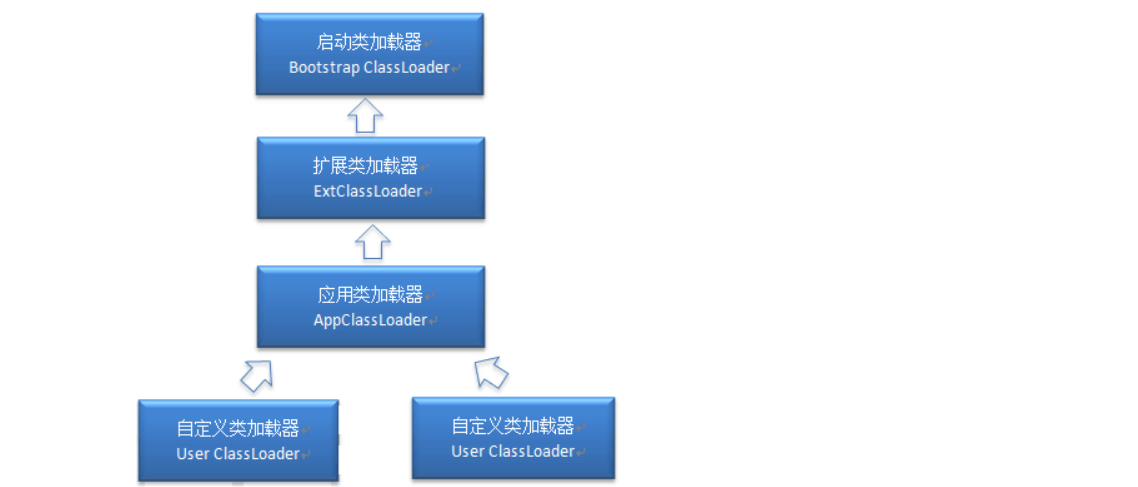 启动类加载器
Bootstrap ClassLoader
扩展类加载器
ExtClassLoader
应用类加载器
AppClassLoader
自定义类加载器
User ClassLoader
自定义类加载器
User ClassLoader